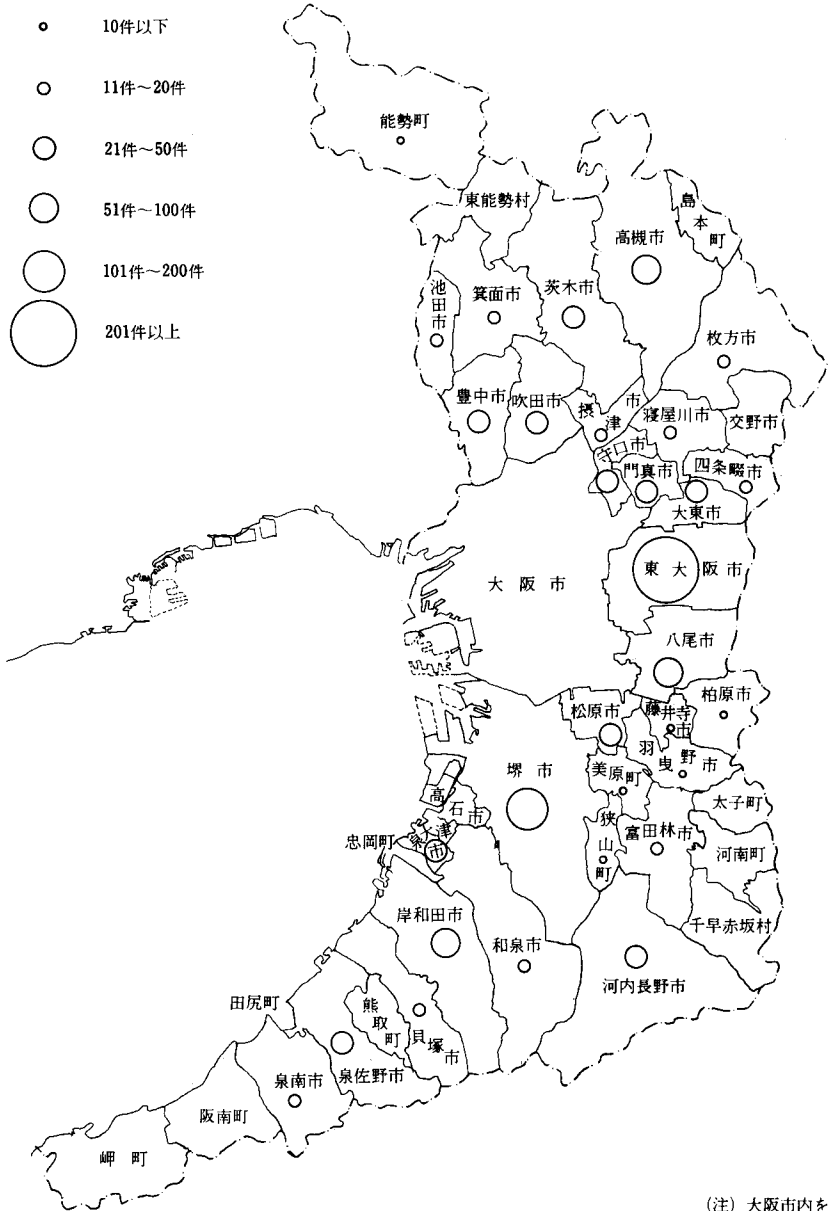 10件以下
11件～20件
21件～50件
51件～100件
101件～200件
201件以上
能勢町
東能勢村
島本町
高槻市
茨木市
箕面市
池田市
枚方市
豊中市
吹田市
摂津市
寝屋川市
交野市
守口市
門真市
四条畷市
大東市
大阪市
東大阪市
八尾市
柏原市
松原市
藤井寺市
羽曳野市
堺市
美原町
高石市
太子町
狭山町
富田林市
泉大津市
忠岡町
河南町
岸和田市
和泉市
千早赤坂村
河内長野市
田尻町
熊取町
貝塚市
泉佐野市
泉南市
阪南町
岬町
(注) 大阪市内を